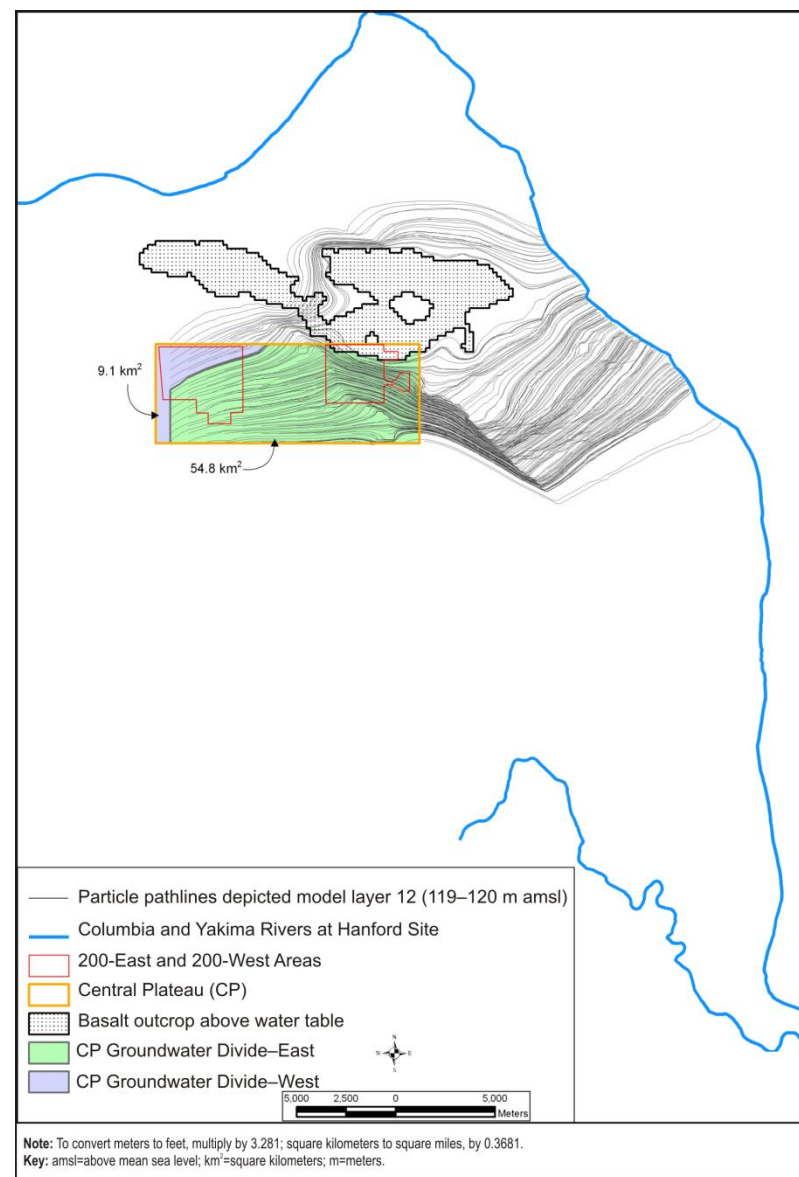 9.1 km²
54.8 km²
Particle pathlines depicted model layer 12 (119–120 m amsl)
Columbia and Yakima Rivers at Hanford Site
200-East and 200-West Areas
Central Plateau (CP)
Basalt outcrop above water table
CP Groundwater Divide–East
CP Groundwater Divide–West
N
W E
S
5,000 2,500 0 5,000
Meters
Note: To convert meters to feet, multiply by 3.281; square kilometers to square miles, by 0.3681.
Key: amsl=above mean sea level; km²=square kilometers; m=meters.